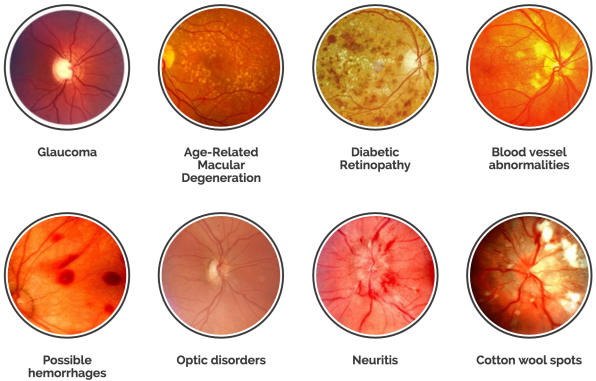 Glaucoma
Age-Related
Macular
Degeneration
Diabetic
Retinopathy
Blood vessel
abnormalities
Possible
hemorrhages
Optic disorders
Neuritis
Cotton wool spots